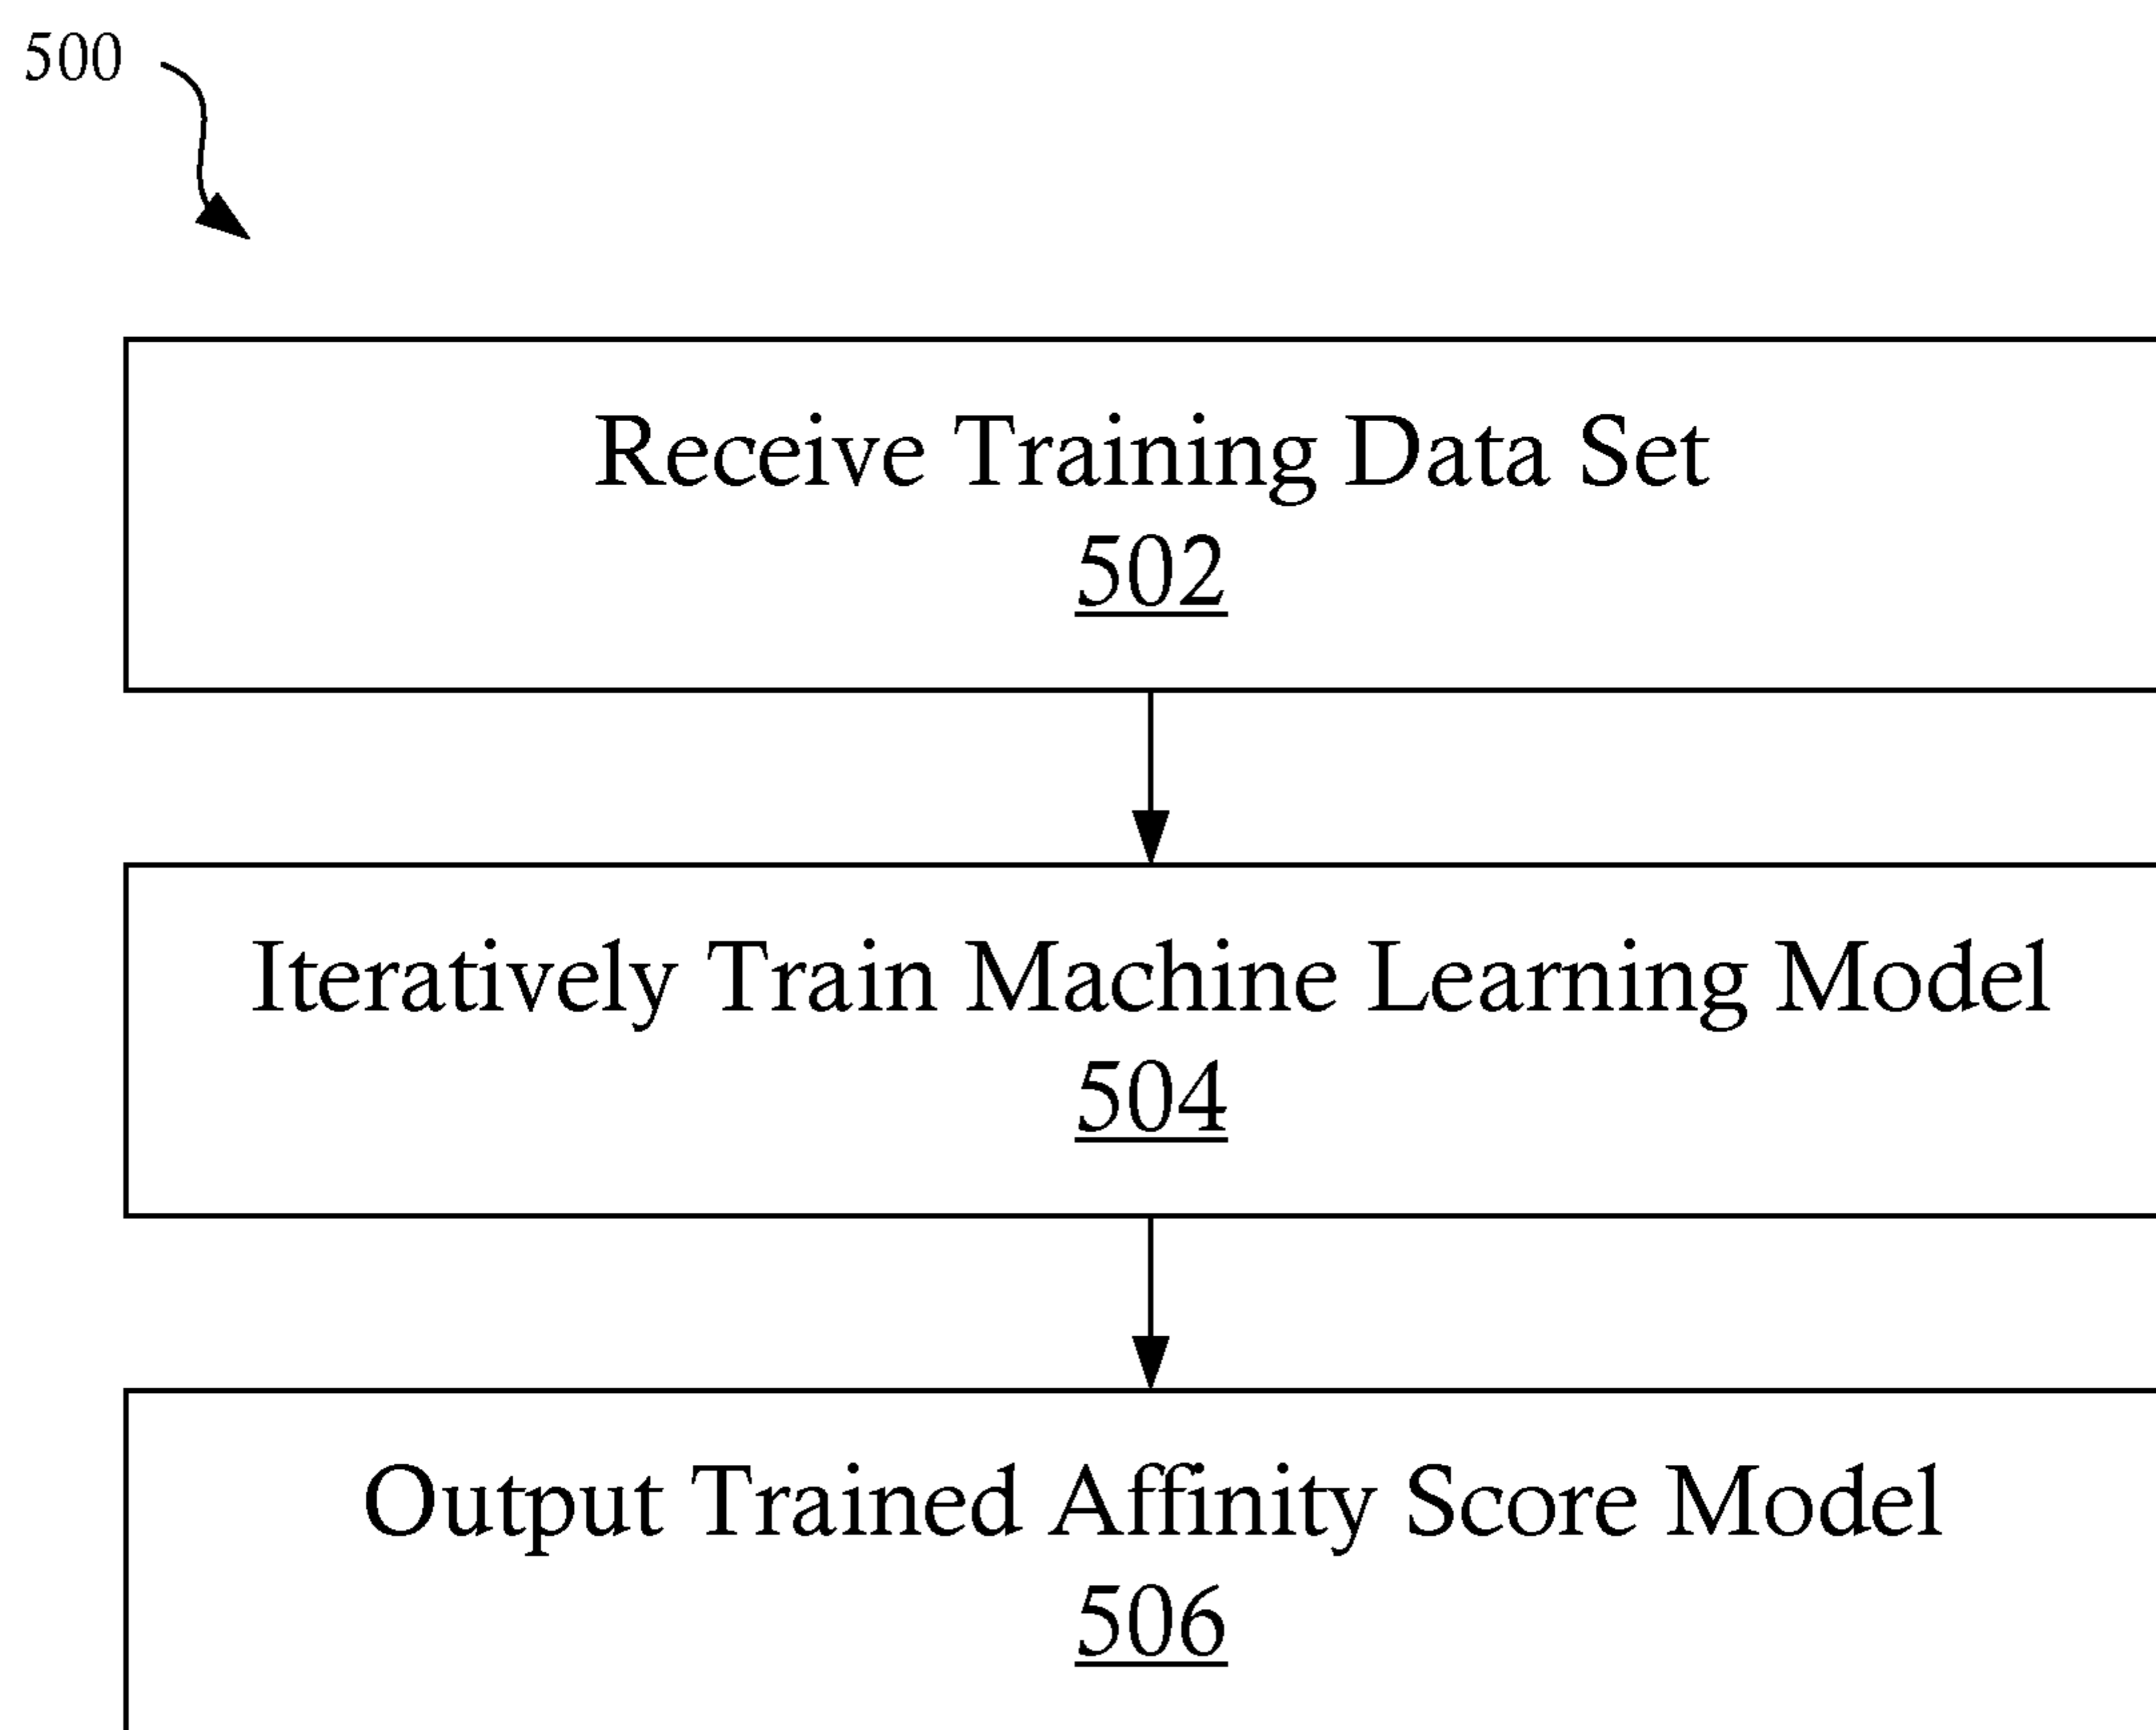 500
Receive Training Data Set
502
Iteratively Train Machine Learning Model
504
Output Trained Affinity Score Model
506